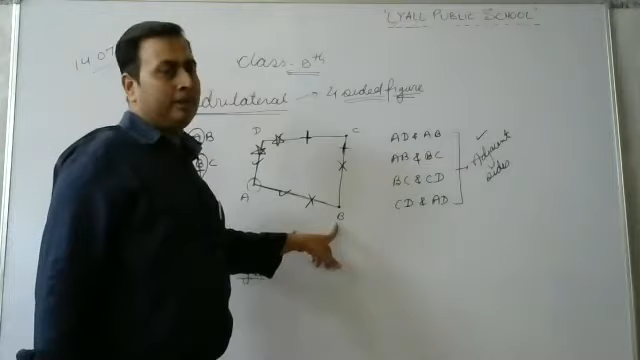 'LYALL PUBLIC SCHOOL'
14.07
Class - 8th
drilateral → 4 sided figure
A B
B C
D C
A B
AD & AB
AB & BC
BC & CD
CD & AD
✓ Adjacent
sides